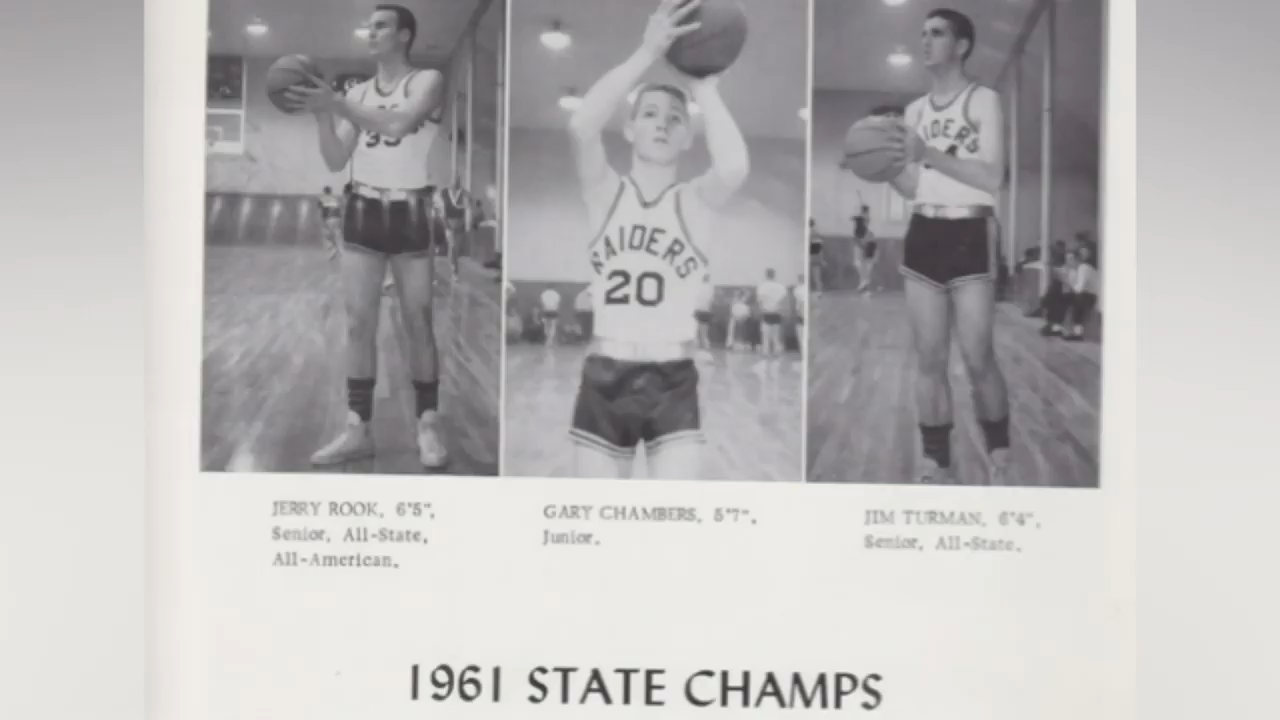 35
RAIDERS
20
JERRY ROOK, 6'5",
Senior, All-State,
All-American.
GARY CHAMBERS, 5'7",
Junior.
JIM TURMAN, 6'4",
Senior, All-State.
1961 STATE CHAMPS